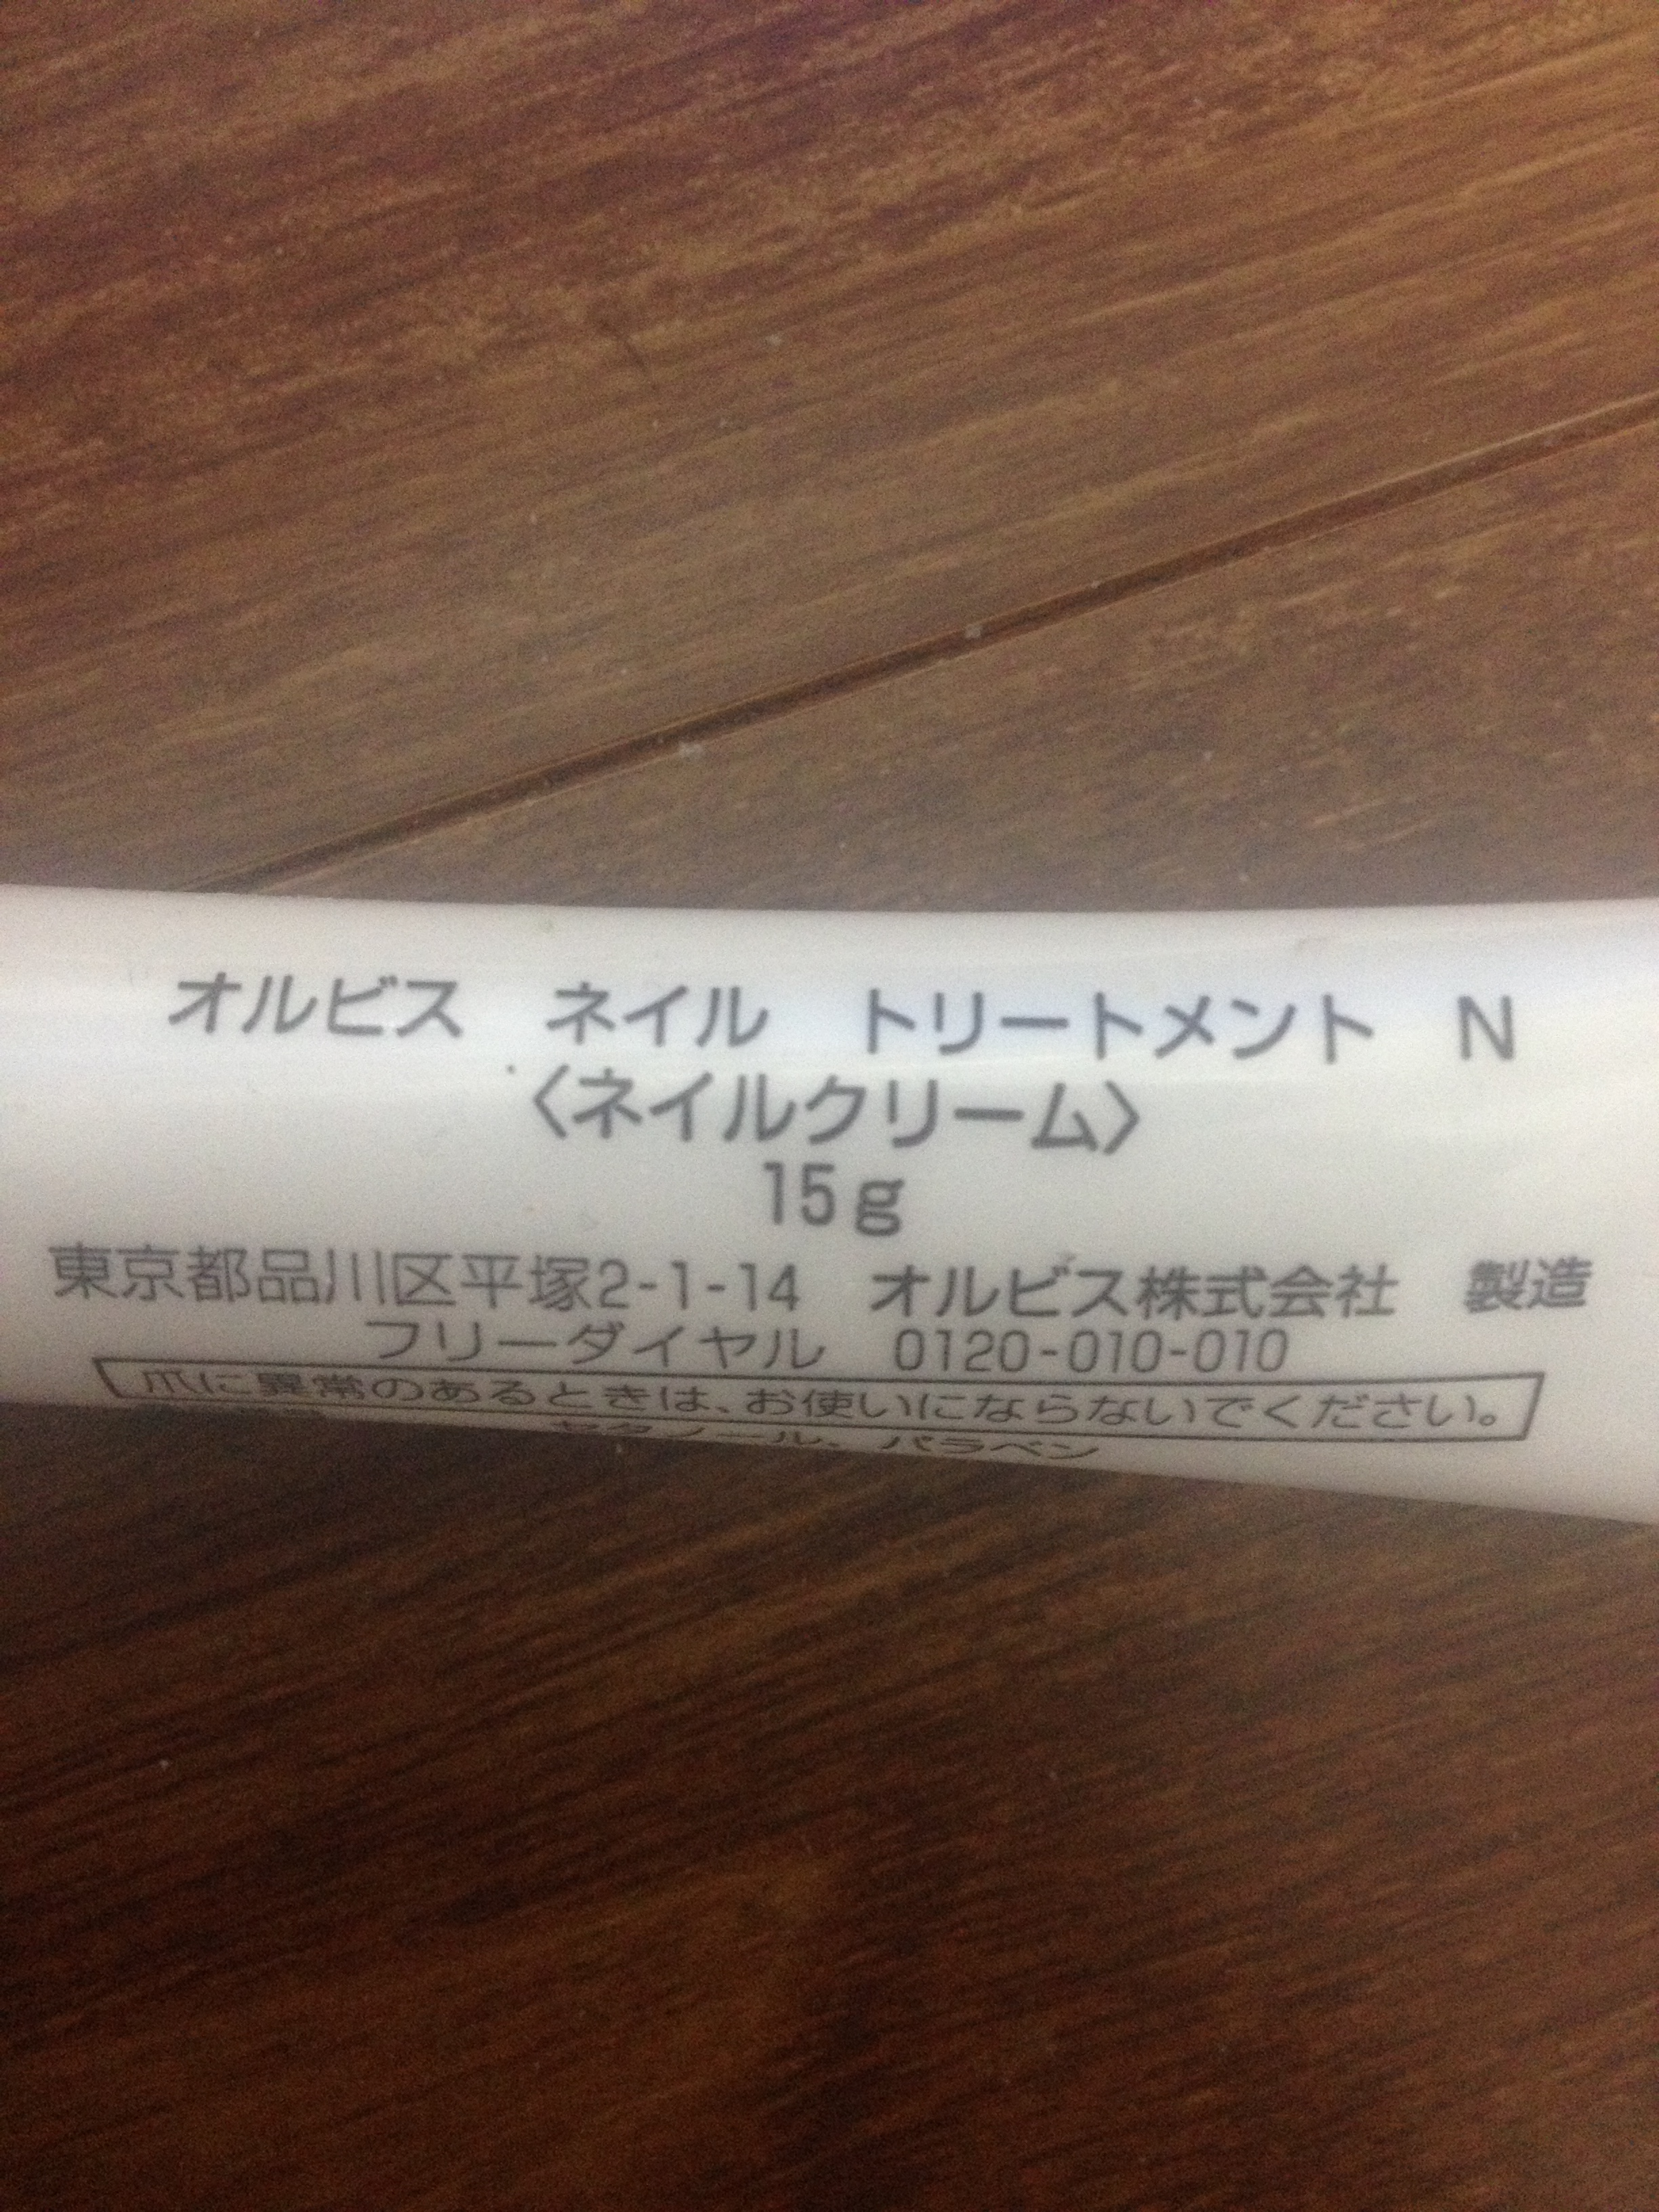 オルビス ネイル トリートメント N
〈ネイルクリーム〉
15g
東京都品川区平塚2-1-14 オルビス株式会社 製造
フリーダイヤル 0120-010-010
爪に異常のあるときは、お使いにならないでください。
パラベン